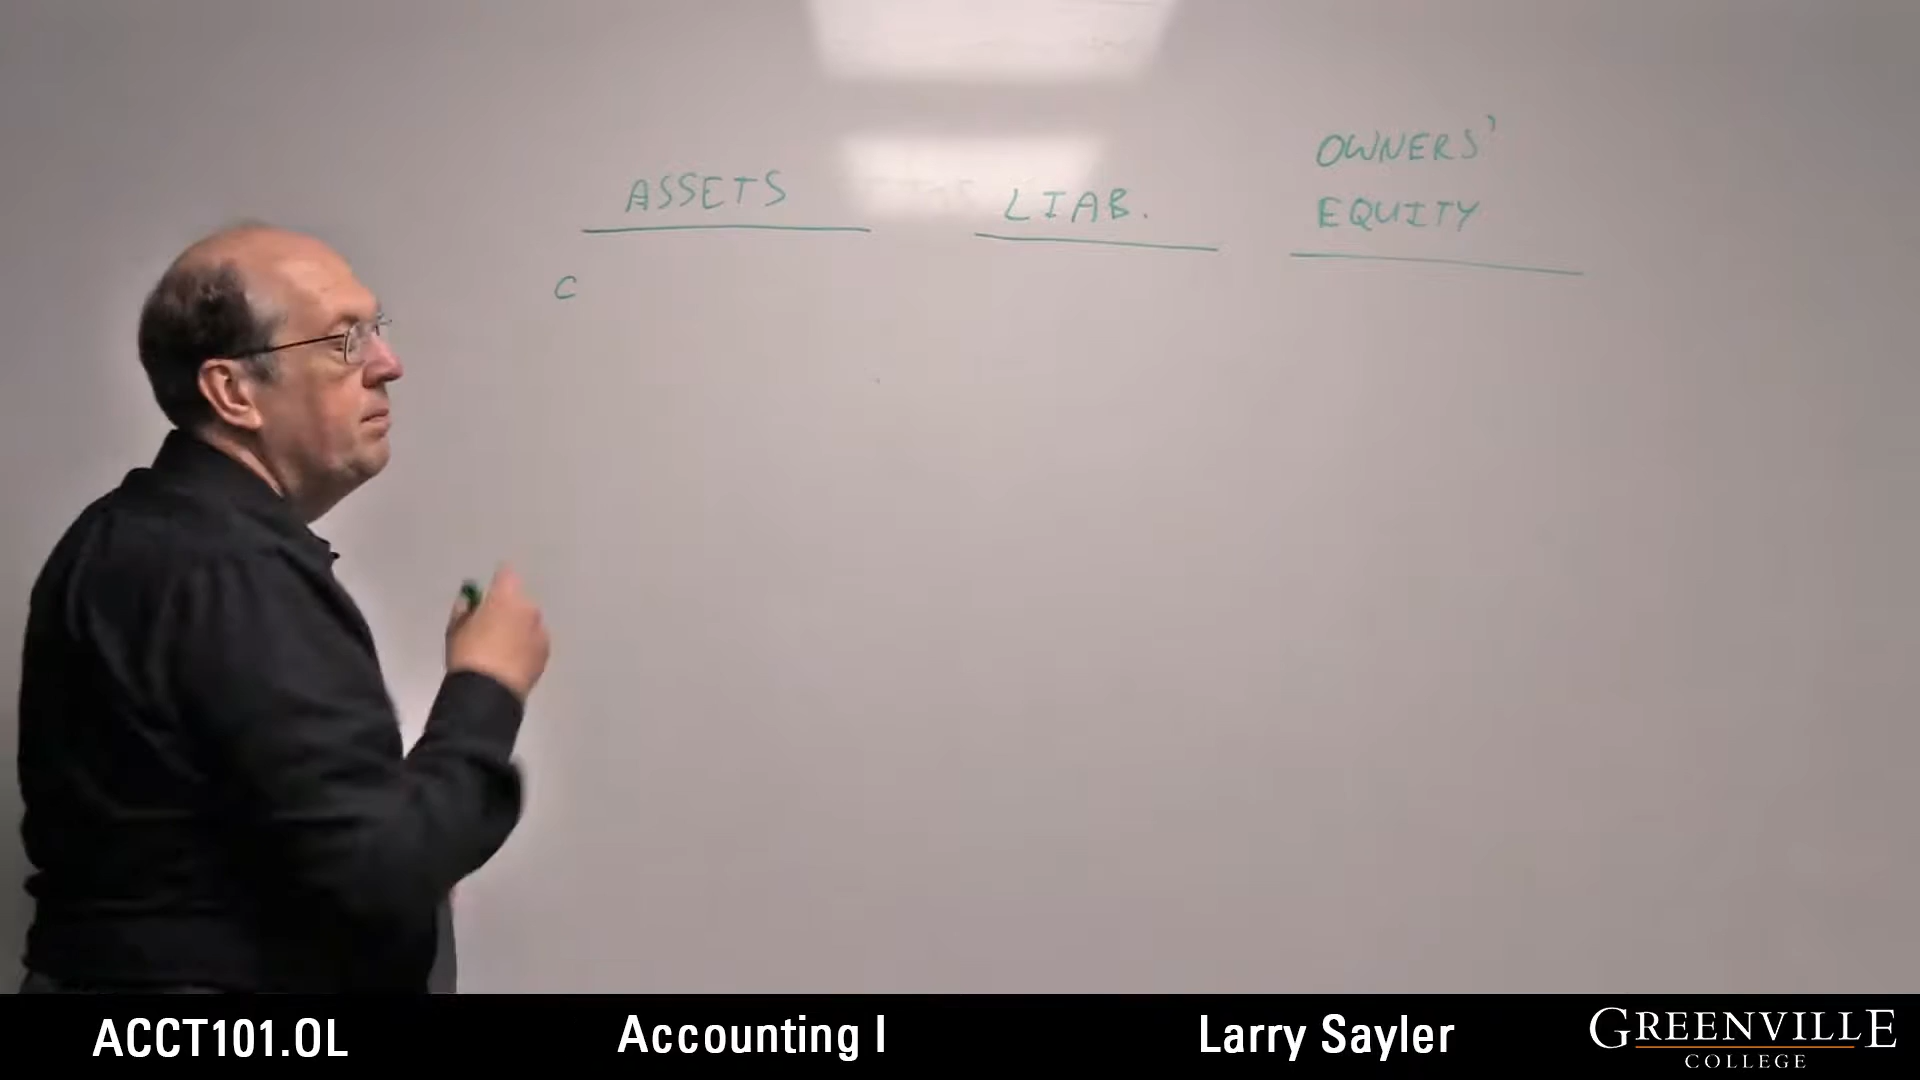 ASSETS
LIAB.
OWNERS'
EQUITY
C
ACCT101.OL
Accounting I
Larry Sayler
GREENVILLE
COLLEGE